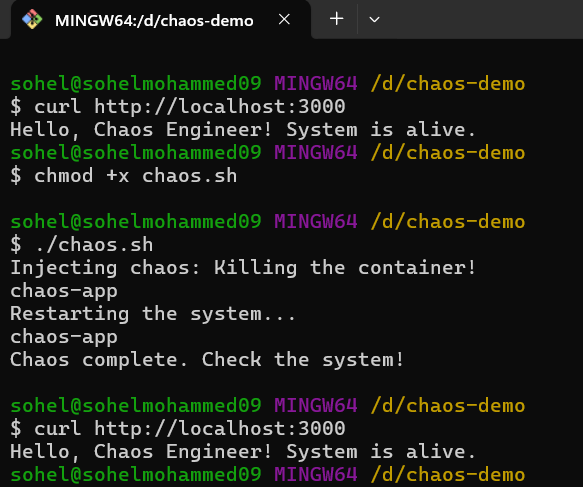 MINGW64:/d/chaos-demo
sohel@sohelmohammed09 MINGW64 /d/chaos-demo
$ curl http://localhost:3000
Hello, Chaos Engineer! System is alive.
sohel@sohelmohammed09 MINGW64 /d/chaos-demo
$ chmod +x chaos.sh
sohel@sohelmohammed09 MINGW64 /d/chaos-demo
$ ./chaos.sh
Injecting chaos: Killing the container!
chaos-app
Restarting the system...
chaos-app
Chaos complete. Check the system!
sohel@sohelmohammed09 MINGW64 /d/chaos-demo
$ curl http://localhost:3000
Hello, Chaos Engineer! System is alive.
sohel@sohelmohammed09 MINGW64 /d/chaos-demo